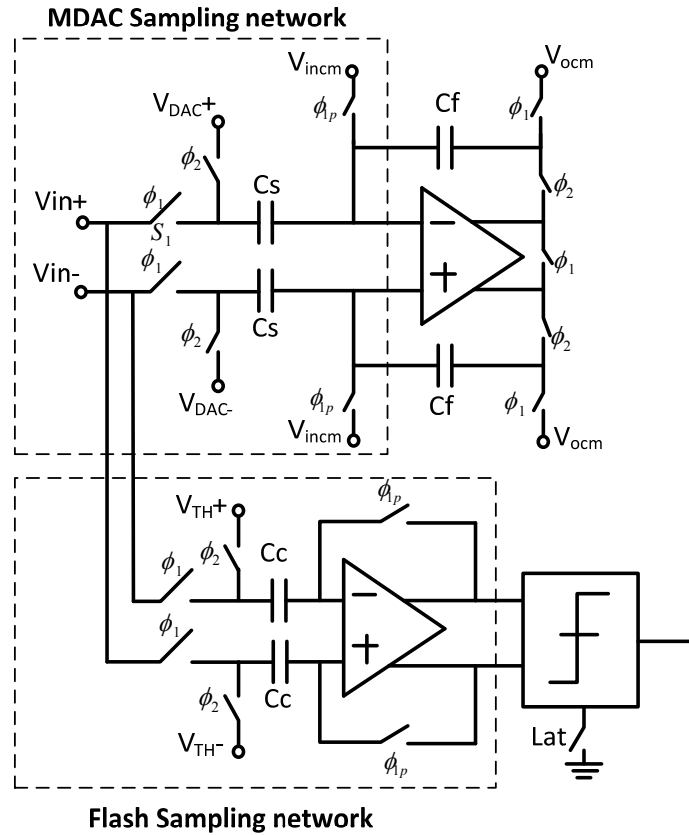 MDAC Sampling network
Vincm
Vocm
ϕ1p
Cf
ϕ1
VDAC+
ϕ2
Cs
ϕ2
Vin+
ϕ1
S1
−
ϕ1
Vin-
ϕ1
+
Cs
ϕ2
ϕ2
VDAC-
ϕ1p
Cf
ϕ1
Vincm
Vocm
ϕ1p
VTH+
ϕ2
Cc
ϕ1
−
ϕ1
+
Cc
ϕ2
Lat
VTH-
ϕ1p
Flash Sampling network